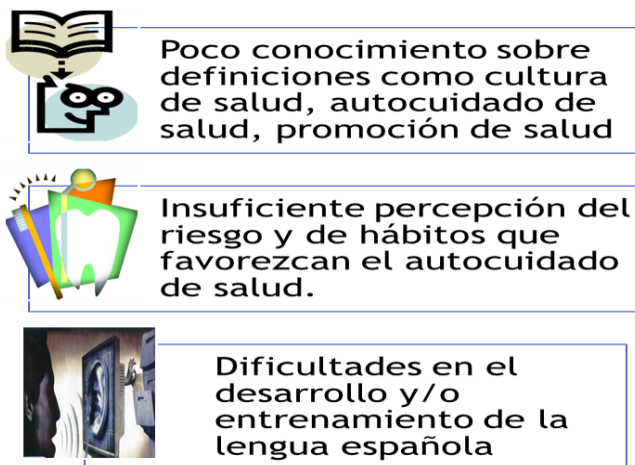 Poco conocimiento sobre
definiciones como cultura
de salud, autocuidado de
salud, promoción de salud
Insuficiente percepción del
riesgo y de hábitos que
favorezcan el autocuidado
de salud.
Dificultades en el
desarrollo y/o
entrenamiento de la
lengua española